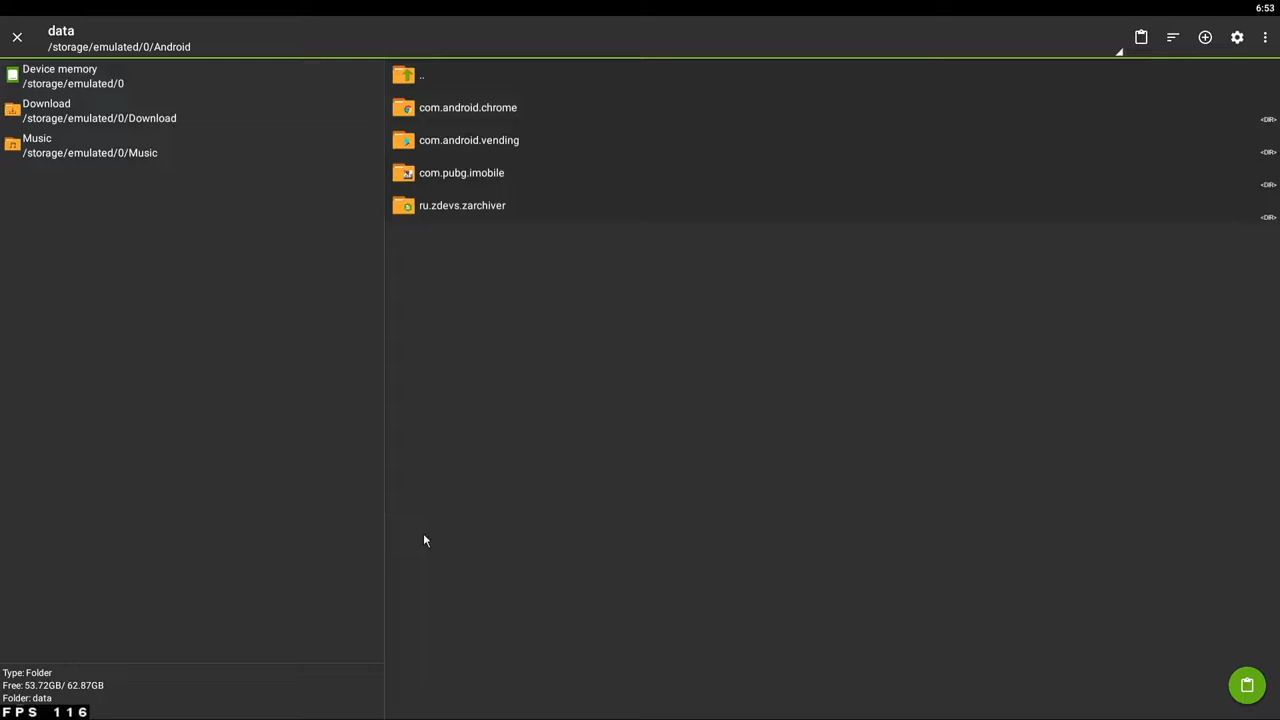 6:53
data
/storage/emulated/0/Android
Device memory
/storage/emulated/0
Download
/storage/emulated/0/Download
Music
/storage/emulated/0/Music
..
com.android.chrome
<DIR>
com.android.vending
<DIR>
com.pubg.imobile
<DIR>
ru.zdevs.zarchiver
<DIR>
Type: Folder
Free: 53.72GB/ 62.87GB
Folder: data
FPS 116